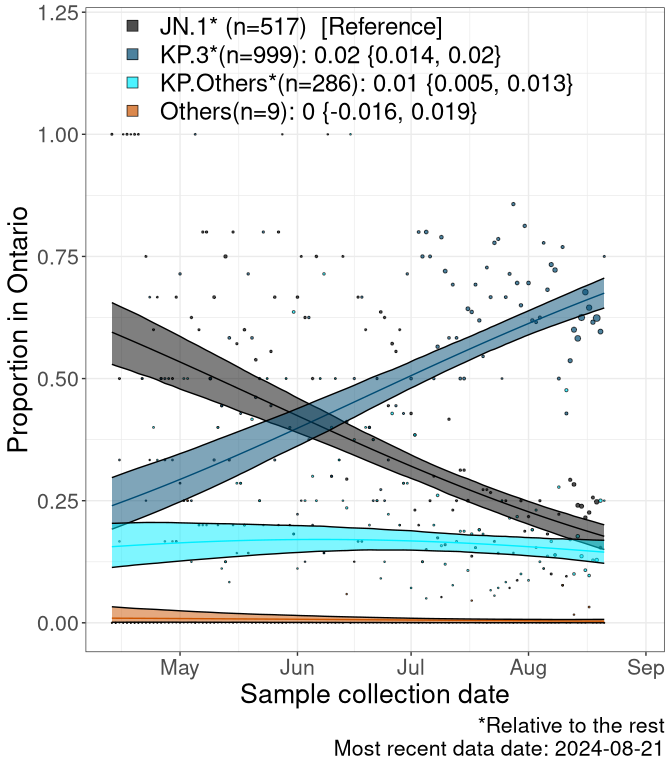 JN.1* (n=517)  [Reference]
KP.3*(n=999): 0.02 {0.014, 0.02}
KP.Others*(n=286): 0.01 {0.005, 0.013}
Others(n=9): 0 {-0.016, 0.019}
1.25
1.00
0.75
0.50
0.25
0.00
Proportion in Ontario
May Jun Jul Aug Sep
Sample collection date
*Relative to the rest
Most recent data date: 2024-08-21